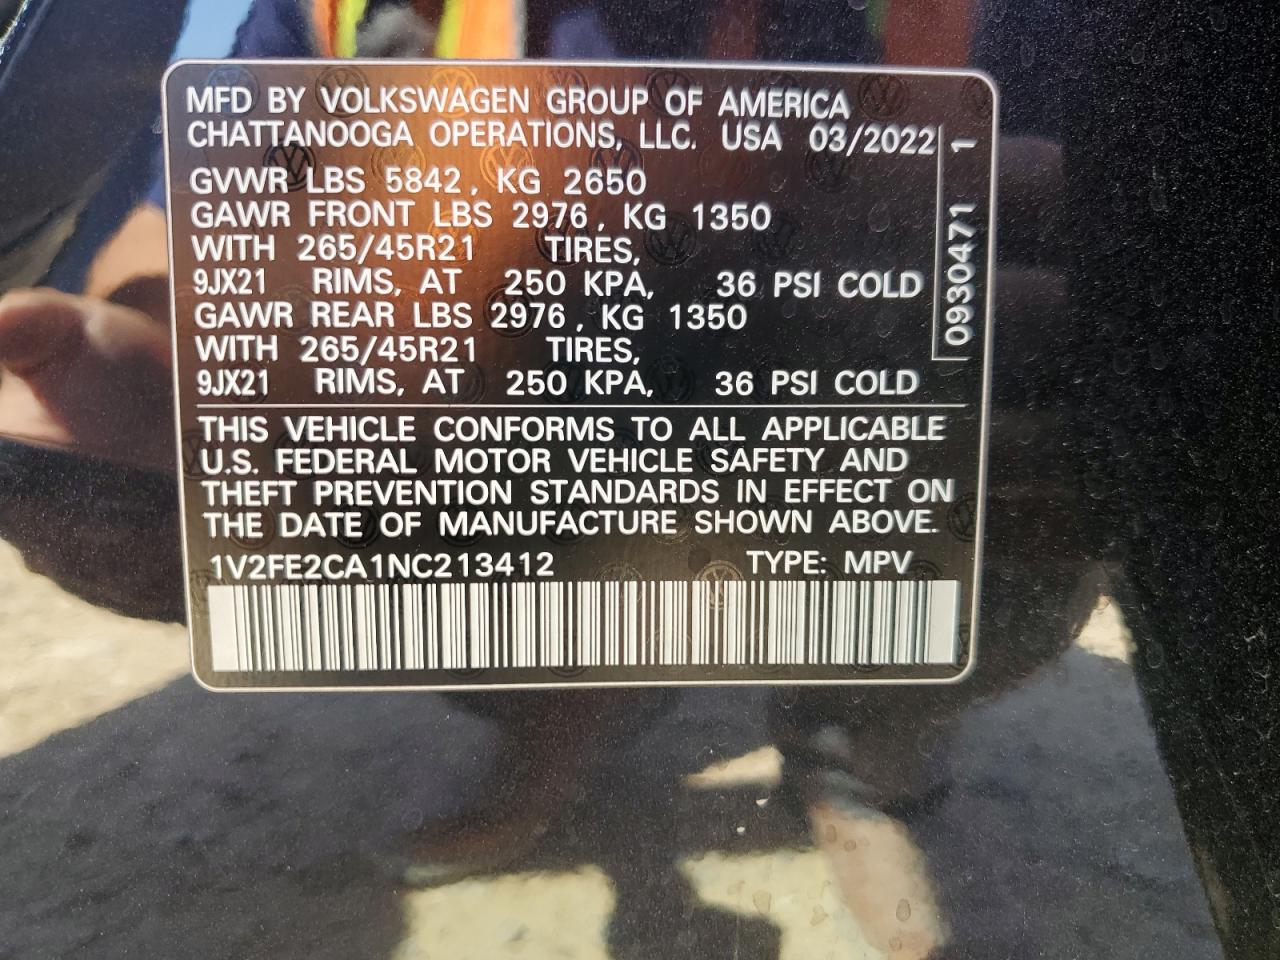 MFD BY VOLKSWAGEN GROUP OF AMERICA
CHATTANOOGA OPERATIONS, LLC. USA 03/2022
GVWR LBS 5842, KG 2650
GAWR FRONT LBS 2976, KG 1350
WITH 265/45R21 TIRES,
9JX21 RIMS, AT 250 KPA, 36 PSI COLD
GAWR REAR LBS 2976, KG 1350
WITH 265/45R21 TIRES,
9JX21 RIMS, AT 250 KPA, 36 PSI COLD
0930471 1
THIS VEHICLE CONFORMS TO ALL APPLICABLE
U.S. FEDERAL MOTOR VEHICLE SAFETY AND
THEFT PREVENTION STANDARDS IN EFFECT ON
THE DATE OF MANUFACTURE SHOWN ABOVE.
1V2FE2CA1NC213412 TYPE: MPV